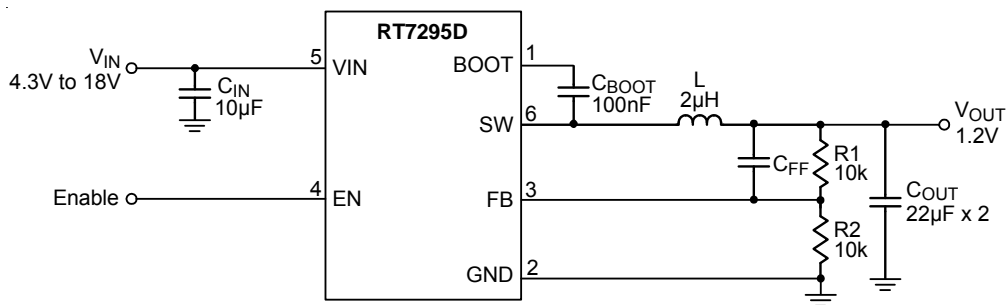 RT7295D
V_IN
4.3V to 18V
5
VIN
C_IN
10µF
BOOT
1
C_BOOT
100nF
L
2µH
SW
6
V_OUT
1.2V
C_FF
R1
10k
Enable
4
EN
FB
3
C_OUT
22µF x 2
R2
10k
GND
2